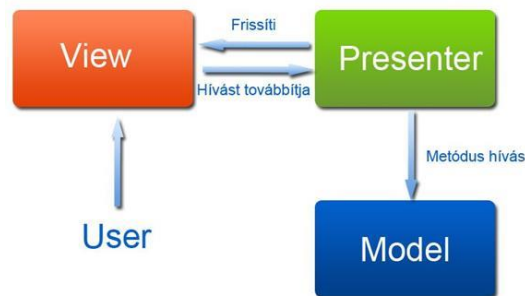 Frissíti
View
Presenter
Hívást továbbítja
Metódus hívás
User
Model